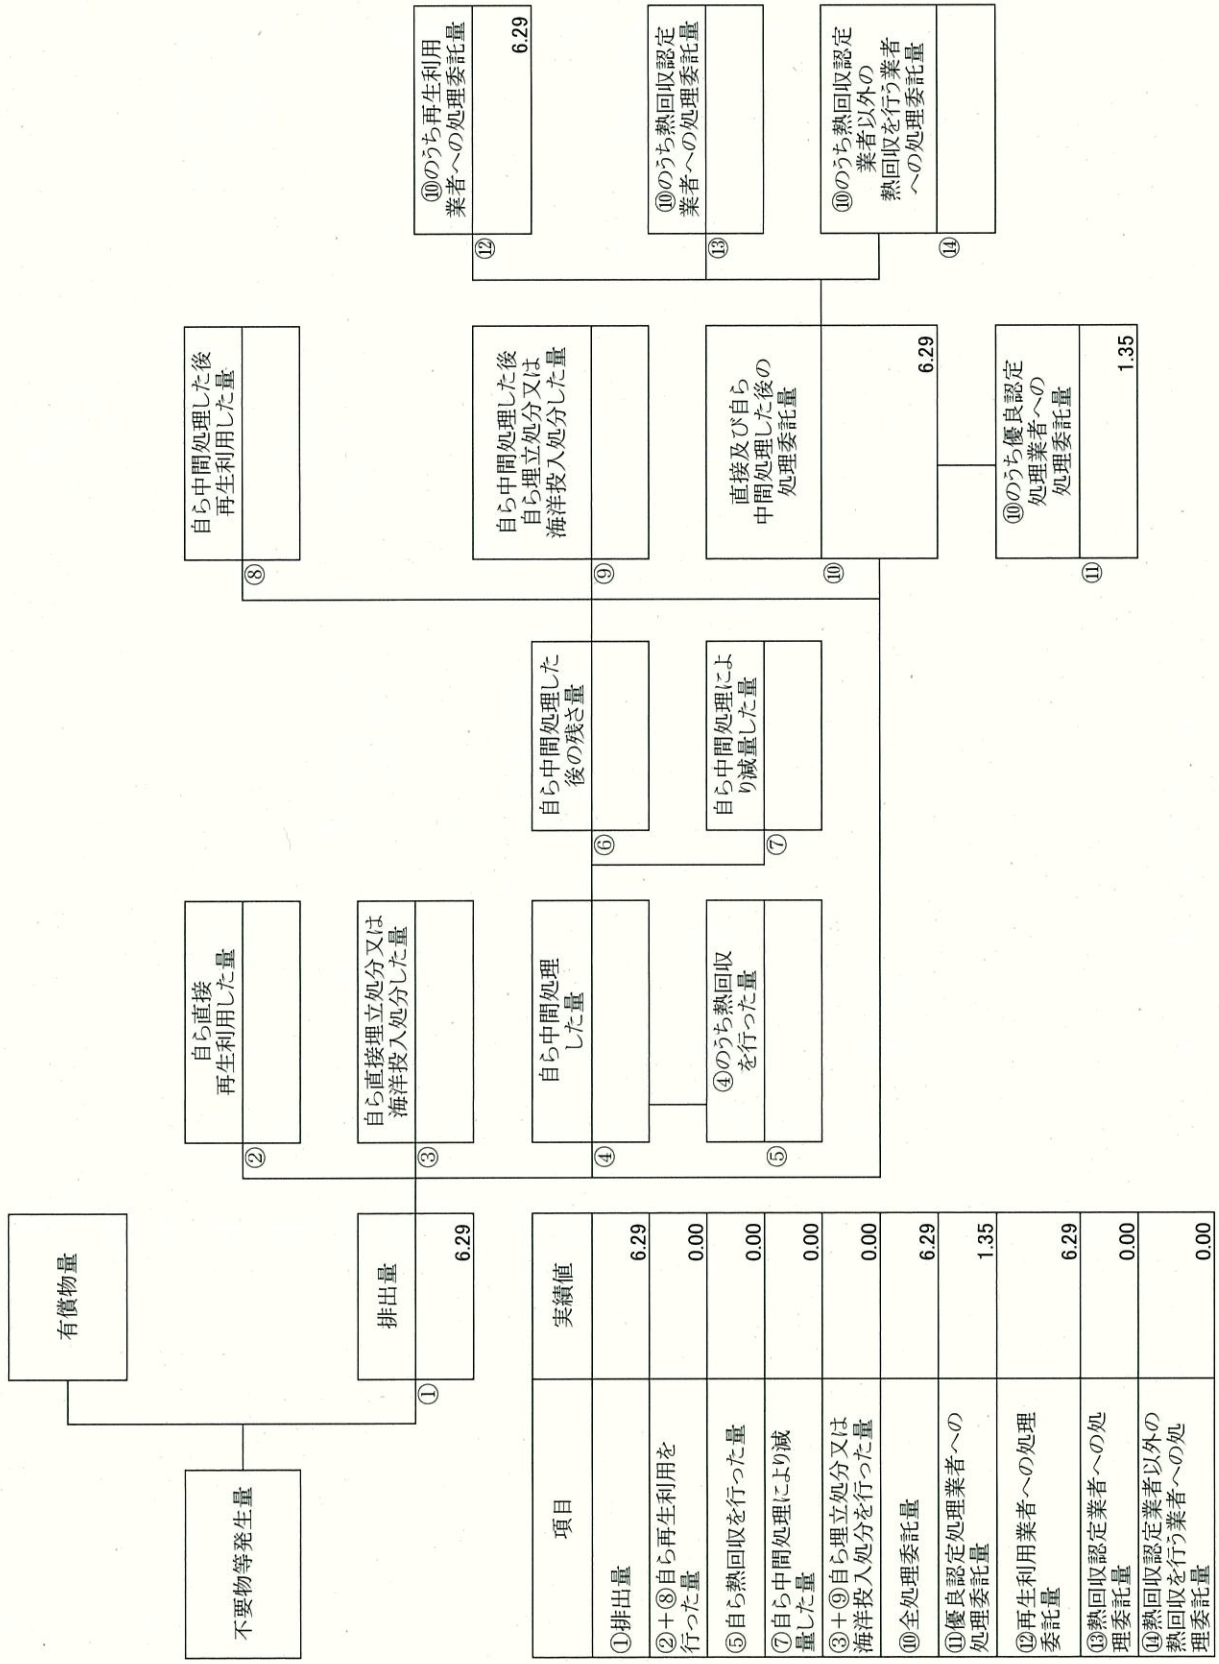 有償物量
不要物等発生量
①
排出量
6.29
②
自ら直接
再生利用した量
③
自ら直接埋立処分又は
海洋投入処分した量
④
自ら中間処理
した量
⑤
④のうち熱回収
を行った量
⑥
自ら中間処理した
後の残さ量
⑦
自ら中間処理によ
り減量した量
⑧
自ら中間処理した後
再生利用した量
⑨
自ら中間処理した後
自ら埋立処分又は
海洋投入処分した量
⑩
直接及び自ら
中間処理した後の
処理委託量
6.29
⑪
⑩のうち優良認定
処理業者への
処理委託量
1.35
⑫
⑩のうち再生利用
業者への処理委託量
6.29
⑬
⑩のうち熱回収認定
業者への処理委託量
⑭
⑩のうち熱回収認定
業者以外の
熱回収を行う業者
への処理委託量
項目 実績値
①排出量 6.29
②+⑧自ら再生利用を
行った量 0.00
⑤自ら熱回収を行った量 0.00
⑦自ら中間処理により減
量した量 0.00
③+⑨自ら埋立処分又は
海洋投入処分を行った量 0.00
⑩全処理委託量 6.29
⑪優良認定処理業者への
処理委託量 1.35
⑫再生利用業者への処理
委託量 6.29
⑬熱回収認定業者への処
理委託量 0.00
⑭熱回収認定業者以外の
熱回収を行う業者への処
理委託量 0.00